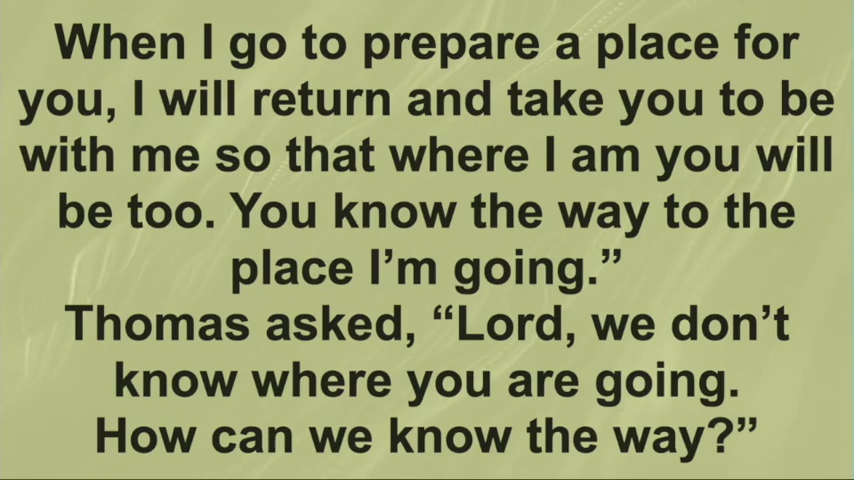 When I go to prepare a place for
you, I will return and take you to be
with me so that where I am you will
be too. You know the way to the
place I’m going.”
Thomas asked, “Lord, we don’t
know where you are going.
How can we know the way?”